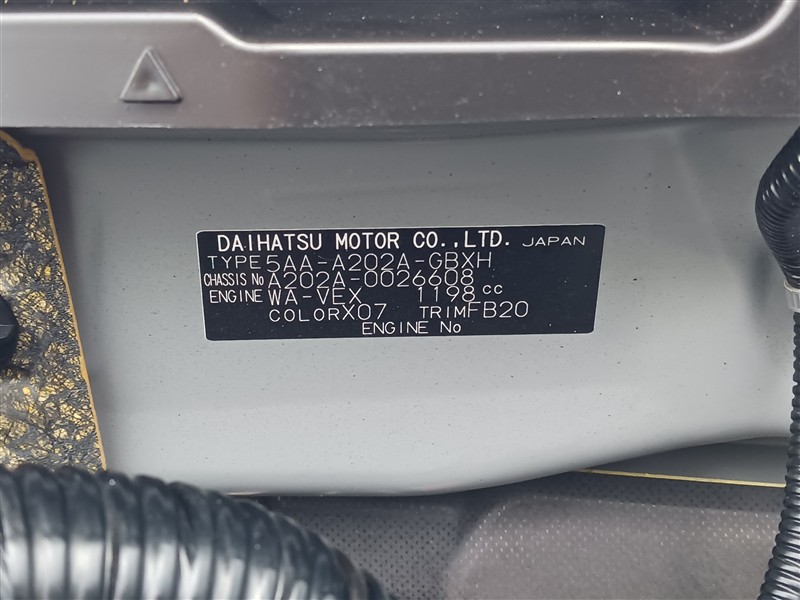 DAIHATSU MOTOR CO.,LTD. JAPAN
TYPE 5AA-A202A-GBXH
CHASSIS No A202A-0026608
ENGINE WA-VEX 1198 cc
COLOR X07 TRIM FB20
ENGINE No